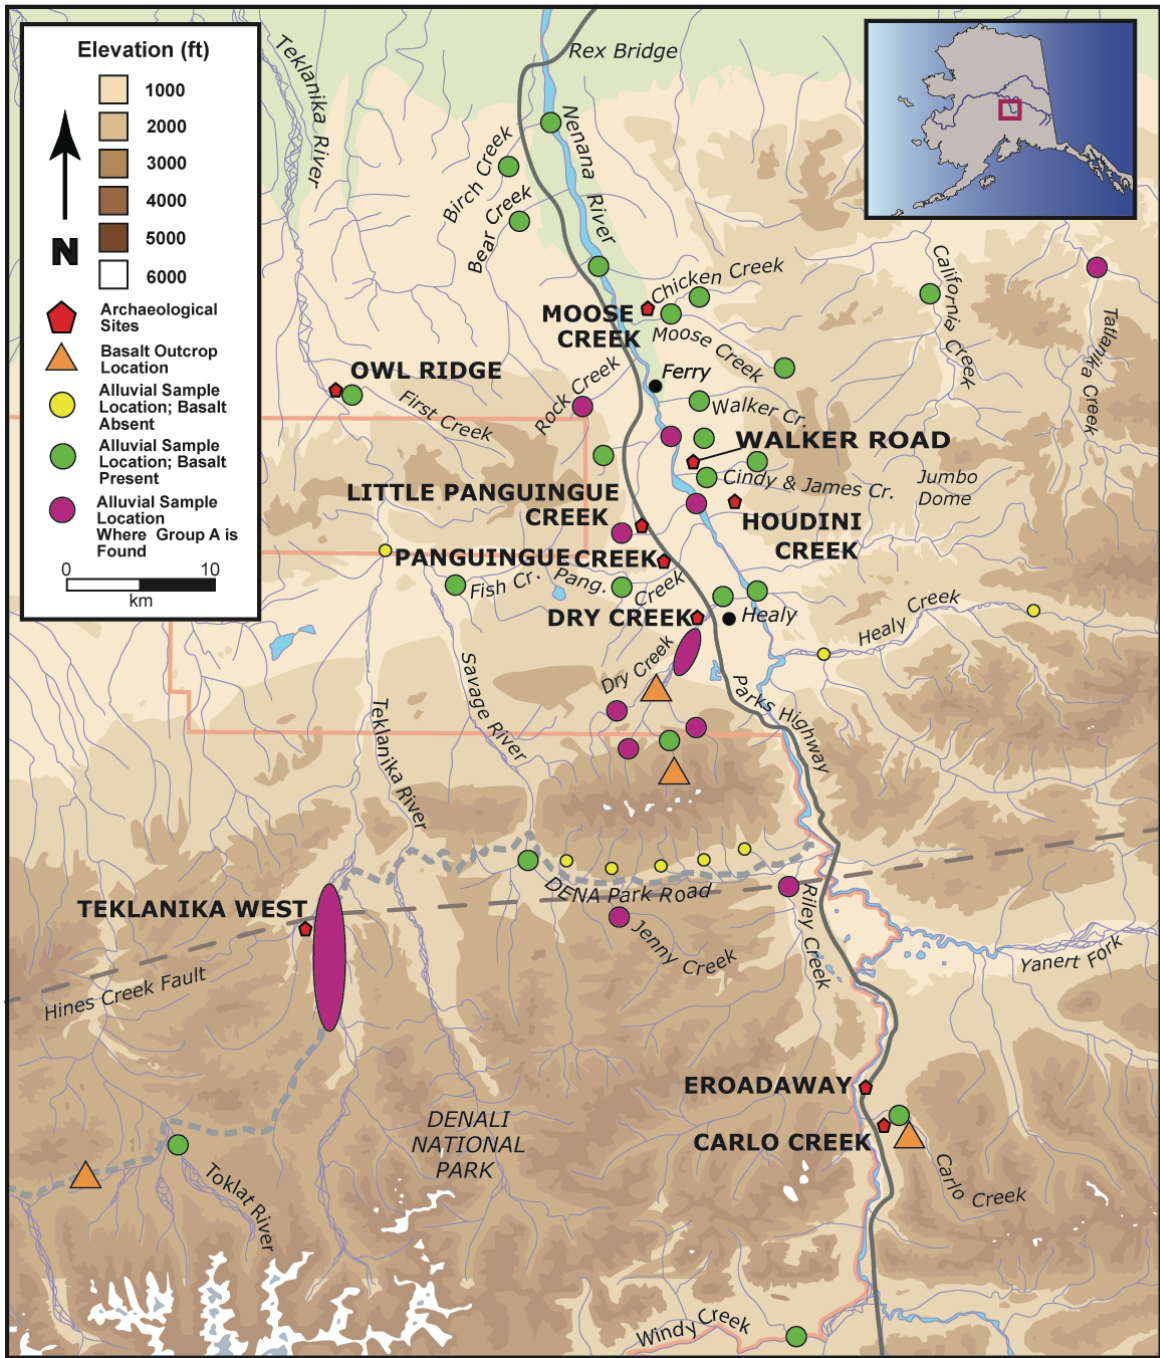 Elevation (ft)
1000
2000
3000
4000
5000
6000
N
Archaeological
Sites
Basalt Outcrop
Location
Alluvial Sample
Location; Basalt
Absent
Alluvial Sample
Location; Basalt
Present
Alluvial Sample
Location
Where Group A is
Found
0
10
km
Teklanika River
Rex Bridge
Nenana River
Birch Creek
Bear Creek
Chicken Creek
MOOSE
CREEK
Moose Creek
California Creek
Tatlanika Creek
OWL RIDGE
First Creek
Rock Creek
Ferry
Walker Cr.
WALKER ROAD
Cindy & James Cr.
Jumbo
Dome
LITTLE PANGUINGUE
CREEK
HOUDINI
CREEK
PANGUINGUE CREEK
Fish Cr.
Pang. Creek
DRY CREEK
Healy
Healy Creek
Dry Creek
Savage River
Parks Highway
Teklanika River
DENA Park Road
TEKLANIKA WEST
Jenny Creek
Riley Creek
Yanert Fork
Hines Creek Fault
EROADAWAY
DENALI
NATIONAL
PARK
CARLO CREEK
Carlo Creek
Toklat River
Windy Creek